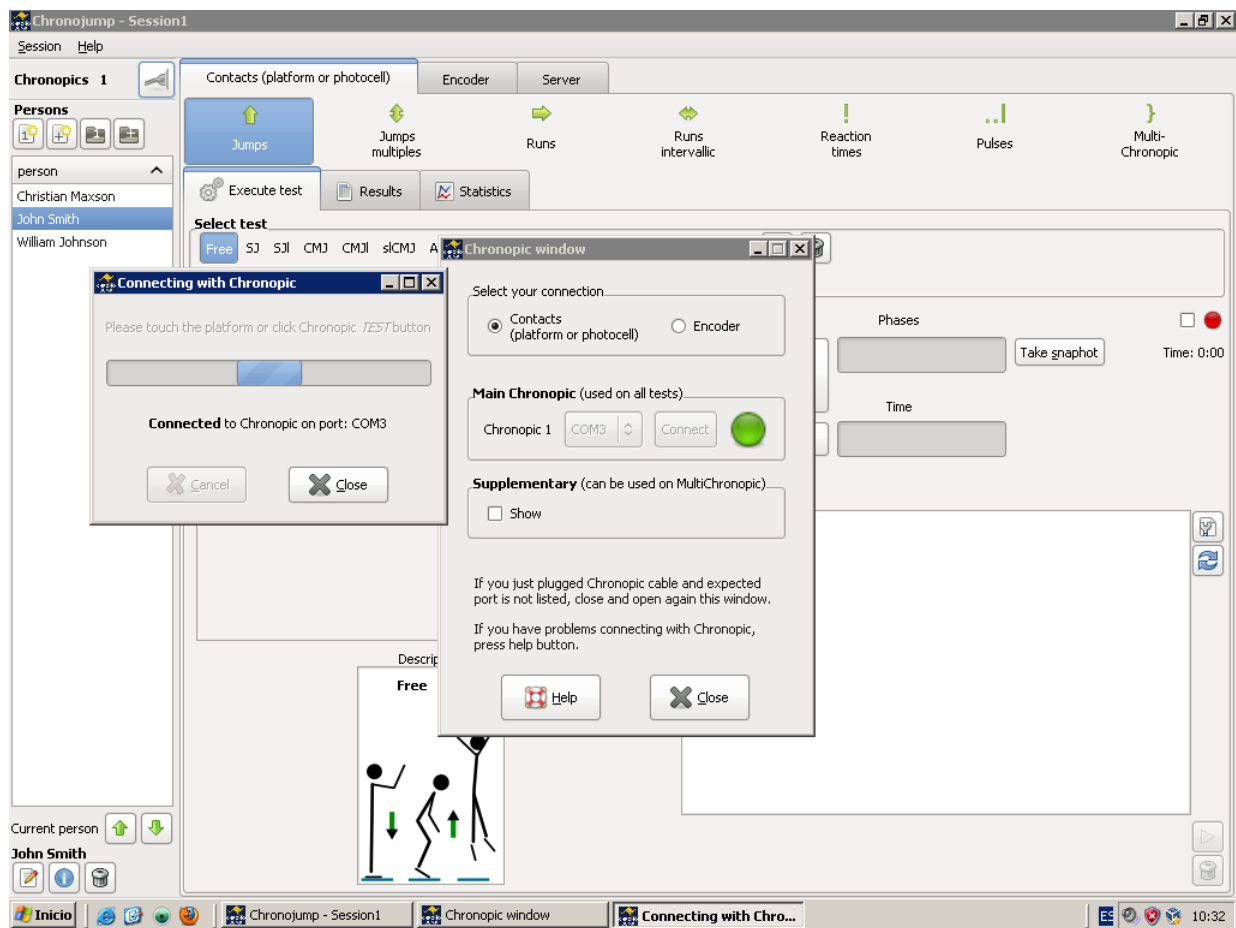 Chronojump - Session1
Session Help
Chronopics 1
Contacts (platform or photocell) Encoder Server
Persons
Jumps
Jumps
multiples
Runs
Runs
intervallic
Reaction
times
Pulses
Multi-
Chronopic
person
Christian Maxson
John Smith
William Johnson
Execute test Results Statistics
Select test
Free SJ SJl CMJ CMJl slCMJ A
Connecting with Chronopic
Please touch the platform or click Chronopic TEST button
Connected to Chronopic on port: COM3
Cancel Close
Chronopic window
Select your connection
Contacts
(platform or photocell)
Encoder
Main Chronopic (used on all tests)
Chronopic 1 COM3 Connect
Supplementary (can be used on MultiChronopic)
Show
If you just plugged Chronopic cable and expected
port is not listed, close and open again this window.
If you have problems connecting with Chronopic,
press help button.
Help Close
Phases
Take snaphot
Time: 0:00
Time
Descrip
Free
Current person
John Smith
Inicio Chronojump - Session1 Chronopic window Connecting with Chro... ES 10:32